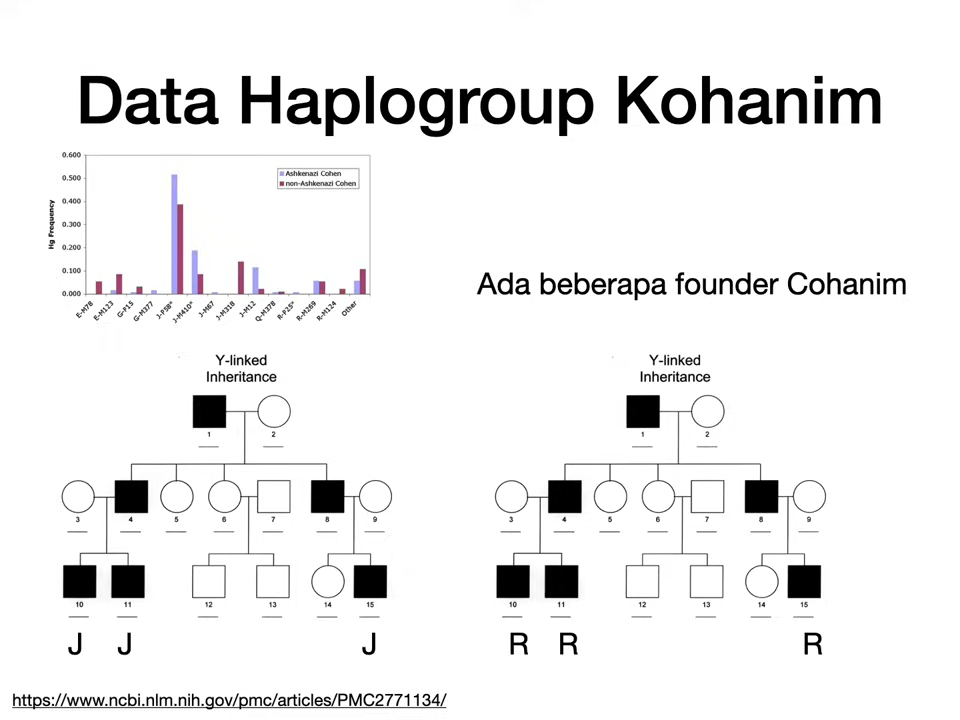 Data Haplogroup Kohanim
0.600
0.500
0.400
0.300
0.200
0.100
0.000
Hg Frequency
Ashkenazi Cohen
non-Ashkenazi Cohen
E-M78
E-M123
G-P15
G-M377
J-P58*
J-M410*
J-M67
J-M318
J-M12
Q-M378
R-P25*
R-M269
R-M124
Other
Ada beberapa founder Cohanim
Y-linked
Inheritance
1 2
3 4 5 6 7 8 9
10 11 12 13 14 15
J J J
Y-linked
Inheritance
1 2
3 4 5 6 7 8 9
10 11 12 13 14 15
R R R
https://www.ncbi.nlm.nih.gov/pmc/articles/PMC2771134/